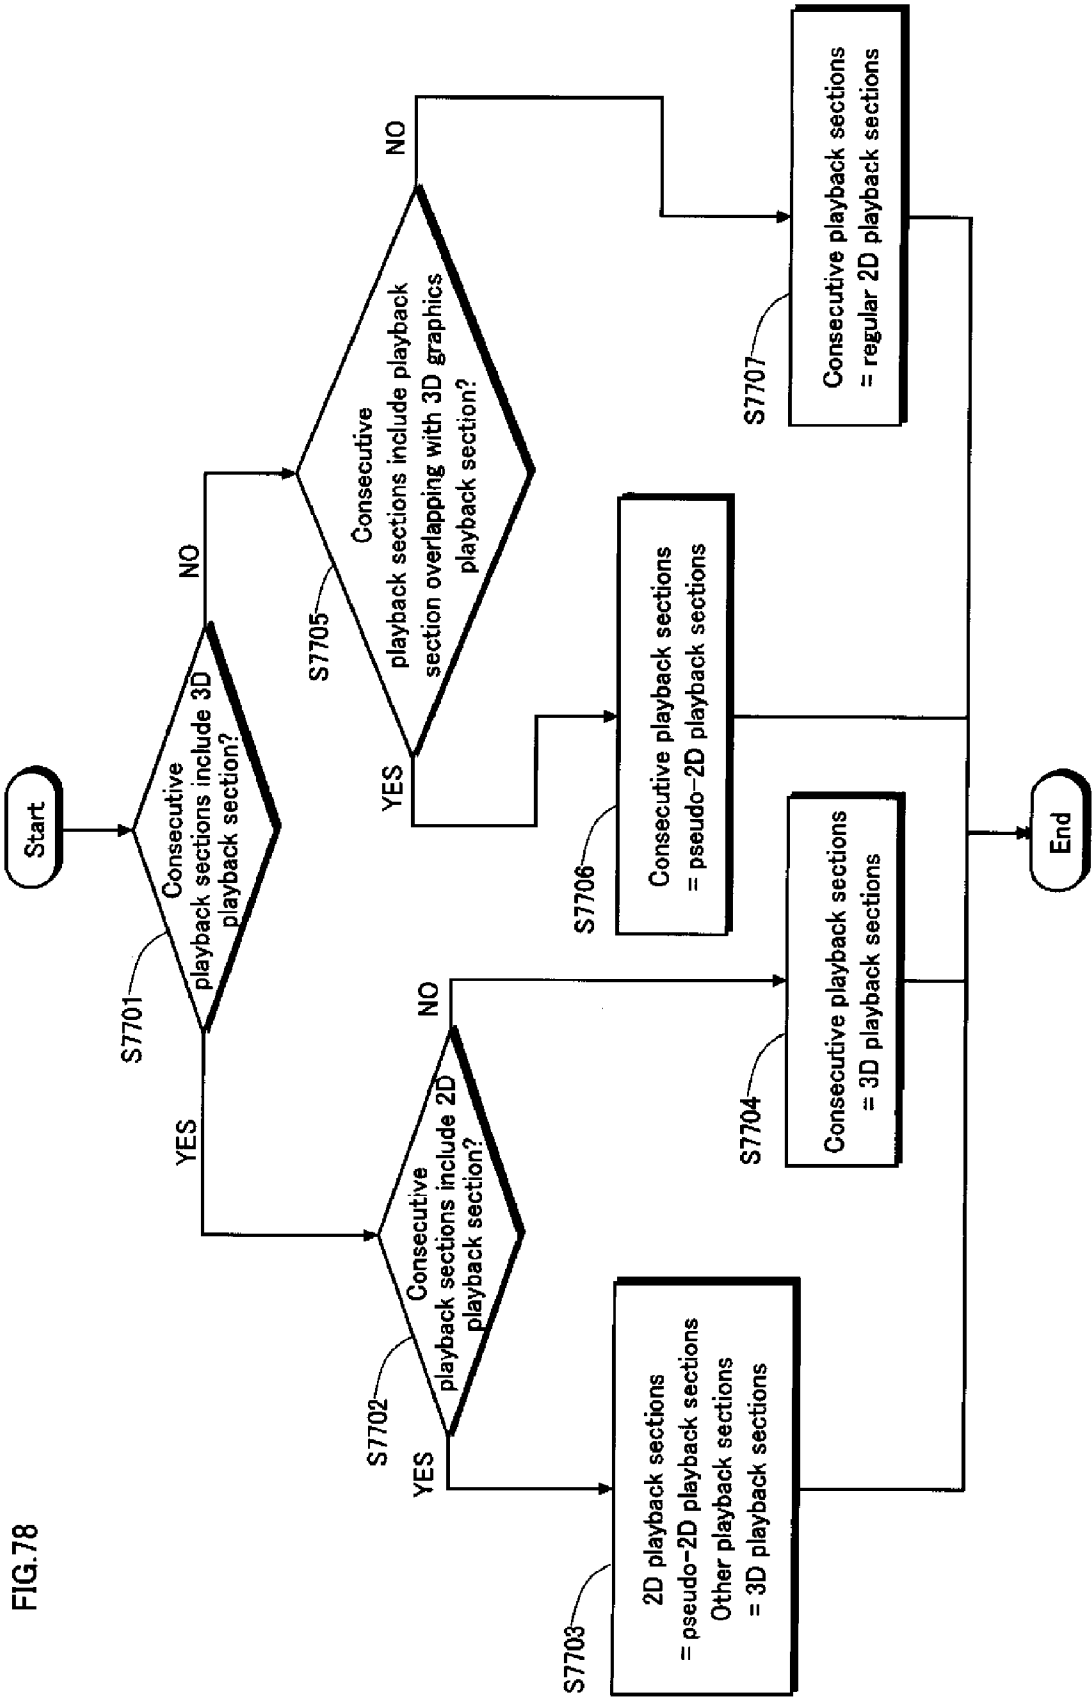 FIG.78
Start
S7701
Consecutive
playback sections include 3D
playback section?
YES
NO
S7702
Consecutive
playback sections include 2D
playback section?
YES
NO
S7705
Consecutive
playback sections include playback
section overlapping with 3D graphics
playback section?
YES
NO
S7703
2D playback sections
= pseudo-2D playback sections
Other playback sections
= 3D playback sections
S7704
Consecutive playback sections
= 3D playback sections
S7706
Consecutive playback sections
= pseudo-2D playback sections
S7707
Consecutive playback sections
= regular 2D playback sections
End